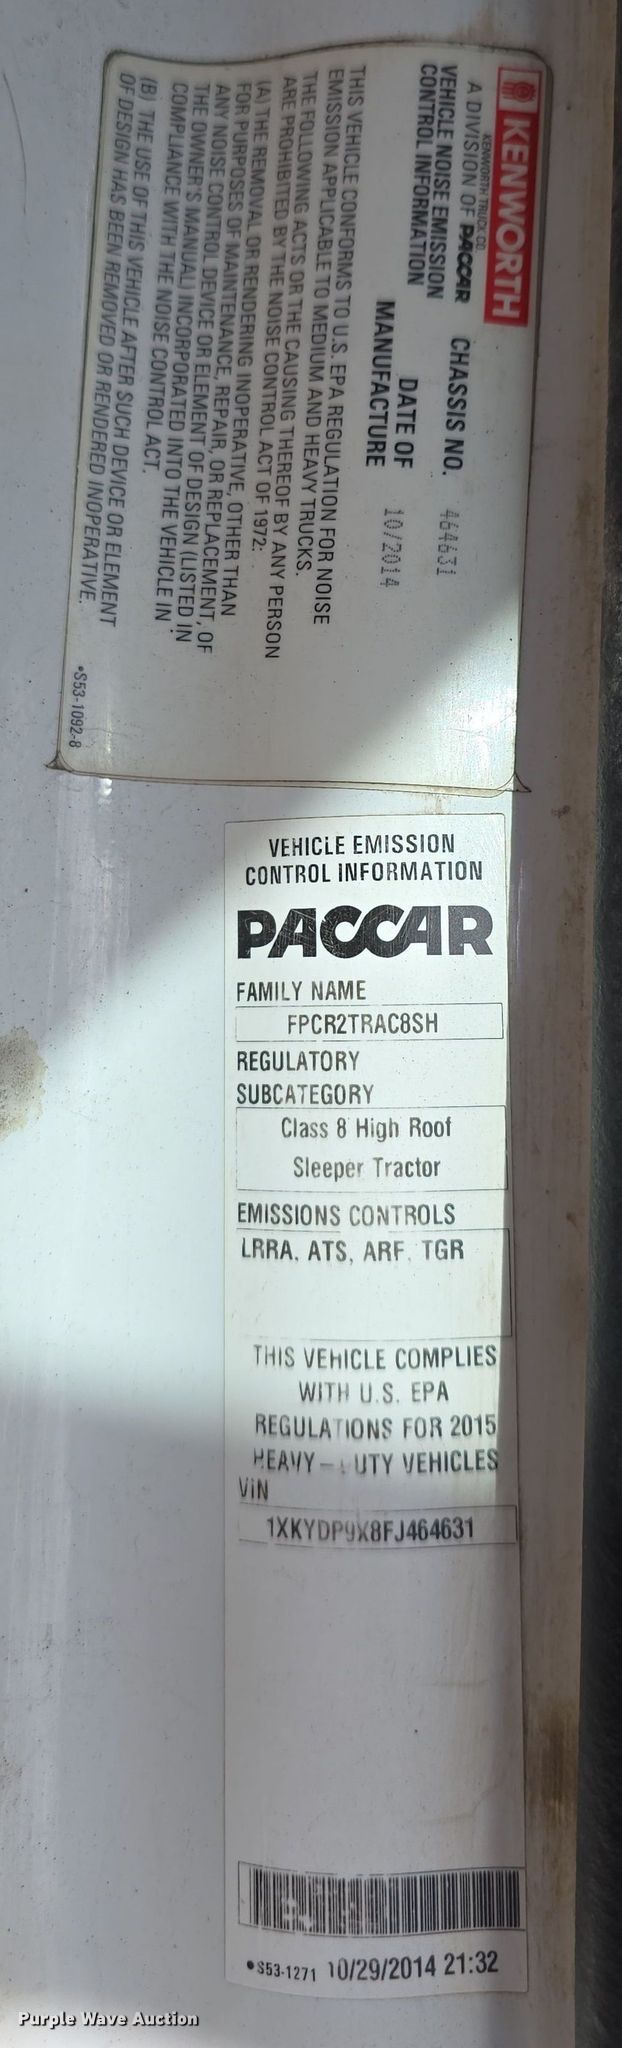 KENWORTH
KENWORTH TRUCK CO.
A DIVISION OF PACCAR
VEHICLE NOISE EMISSION
CONTROL INFORMATION
CHASSIS NO. 464631
DATE OF
MANUFACTURE 10/2014
THIS VEHICLE CONFORMS TO U.S. EPA REGULATION FOR NOISE
EMISSION APPLICABLE TO MEDIUM AND HEAVY TRUCKS.
THE FOLLOWING ACTS OR THE CAUSING THEREOF BY ANY PERSON
ARE PROHIBITED BY THE NOISE CONTROL ACT OF 1972:
(A) THE REMOVAL OR RENDERING INOPERATIVE, OTHER THAN
FOR PURPOSES OF MAINTENANCE, REPAIR, OR REPLACEMENT, OF
ANY NOISE CONTROL DEVICE OR ELEMENT OF DESIGN (LISTED IN
THE OWNER'S MANUAL) INCORPORATED INTO THE VEHICLE IN
COMPLIANCE WITH THE NOISE CONTROL ACT.
(B) THE USE OF THIS VEHICLE AFTER SUCH DEVICE OR ELEMENT
OF DESIGN HAS BEEN REMOVED OR RENDERED INOPERATIVE.
•S53-1092-8
VEHICLE EMISSION
CONTROL INFORMATION
PACCAR
FAMILY NAME
FPCR2TRAC8SH
REGULATORY
SUBCATEGORY
Class 8 High Roof
Sleeper Tractor
EMISSIONS CONTROLS
LRRA, ATS, ARF, TGR
THIS VEHICLE COMPLIES
WITH U.S. EPA
REGULATIONS FOR 2015
HEAVY-DUTY VEHICLES
VIN
1XKYDP9X8FJ464631
•S53-1271 10/29/2014 21:32
Purple Wave Auction